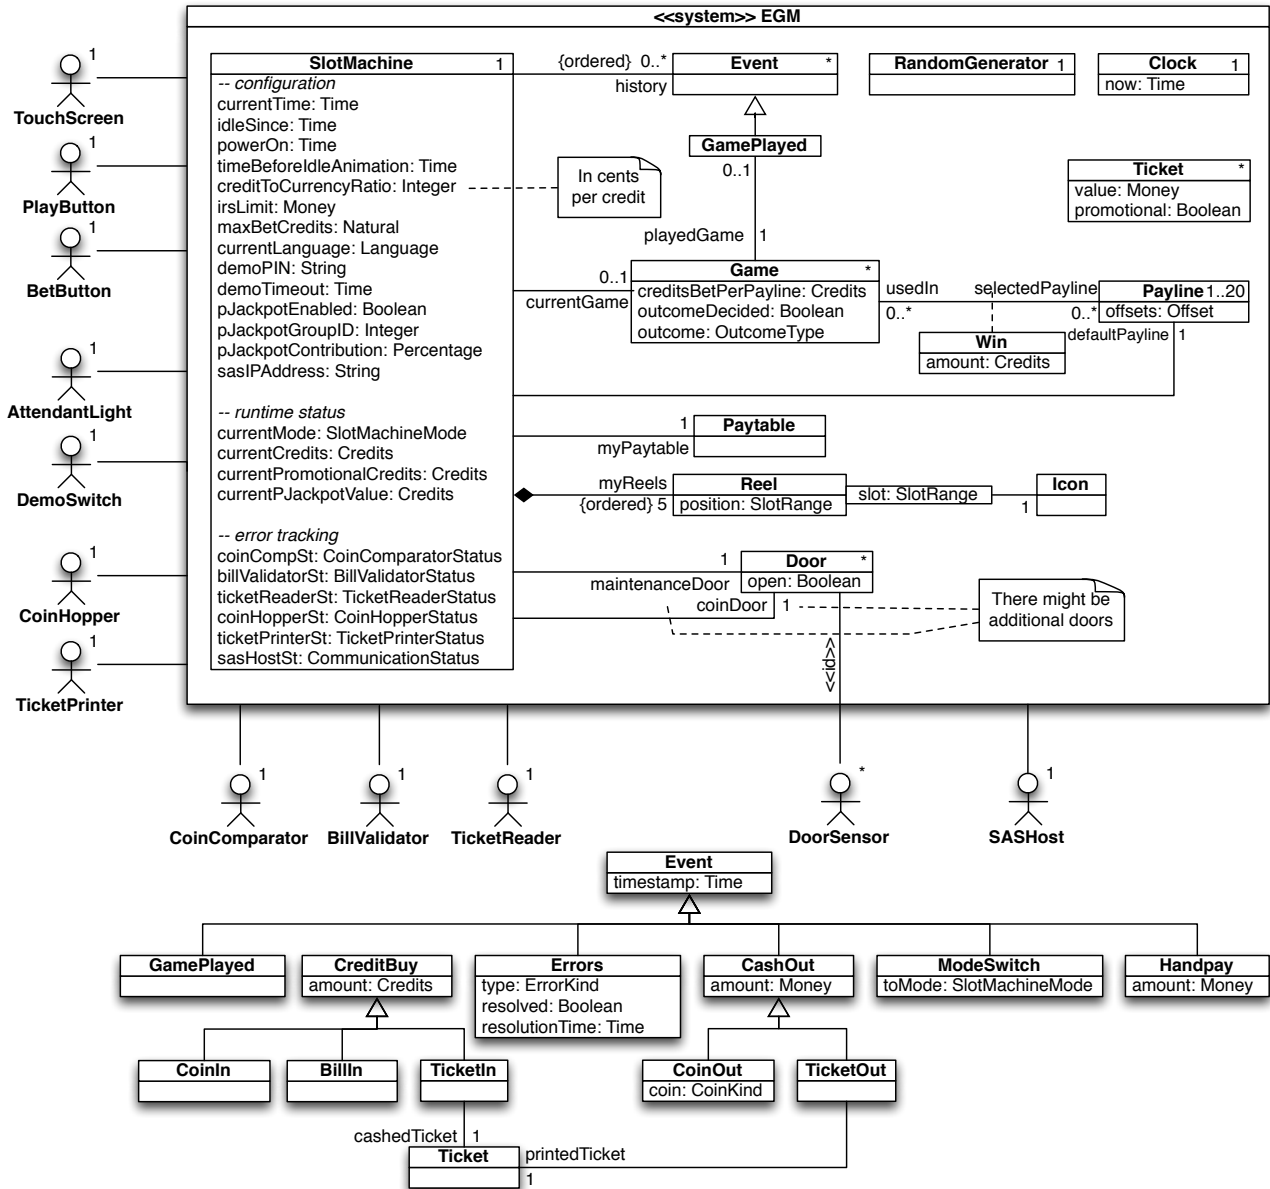 <<system>> EGM
SlotMachine 1
-- configuration
currentTime: Time
idleSince: Time
powerOn: Time
timeBeforeIdleAnimation: Time
creditToCurrencyRatio: Integer
irsLimit: Money
maxBetCredits: Natural
currentLanguage: Language
demoPIN: String
demoTimeout: Time
pJackpotEnabled: Boolean
pJackpotGroupID: Integer
pJackpotContribution: Percentage
sasIPAddress: String
-- runtime status
currentMode: SlotMachineMode
currentCredits: Credits
currentPromotionalCredits: Credits
currentPJackpotValue: Credits
-- error tracking
coinCompSt: CoinComparatorStatus
billValidatorSt: BillValidatorStatus
ticketReaderSt: TicketReaderStatus
coinHopperSt: CoinHopperStatus
ticketPrinterSt: TicketPrinterStatus
sasHostSt: CommunicationStatus
1
TouchScreen
1
PlayButton
1
BetButton
1
AttendantLight
1
DemoSwitch
1
CoinHopper
1
TicketPrinter
{ordered} 0..*
history
Event *
RandomGenerator 1
Clock 1
now: Time
GamePlayed
0..1
In cents
per credit
Ticket *
value: Money
promotional: Boolean
playedGame 1
0..1
currentGame
Game *
creditsBetPerPayline: Credits
outcomeDecided: Boolean
outcome: OutcomeType
usedIn
0..*
selectedPayline
0..*
Payline 1..20
offsets: Offset
defaultPayline 1
Win
amount: Credits
1
myPaytable
Paytable
myReels
{ordered} 5
Reel
position: SlotRange
slot: SlotRange
1
Icon
1
maintenanceDoor
Door *
open: Boolean
coinDoor 1
There might be
additional doors
<<id>>
1
CoinComparator
1
BillValidator
1
TicketReader
*
DoorSensor
1
SASHost
Event
timestamp: Time
GamePlayed
CreditBuy
amount: Credits
Errors
type: ErrorKind
resolved: Boolean
resolutionTime: Time
CashOut
amount: Money
ModeSwitch
toMode: SlotMachineMode
Handpay
amount: Money
CoinIn
BillIn
TicketIn
CoinOut
coin: CoinKind
TicketOut
cashedTicket 1
Ticket
printedTicket
1